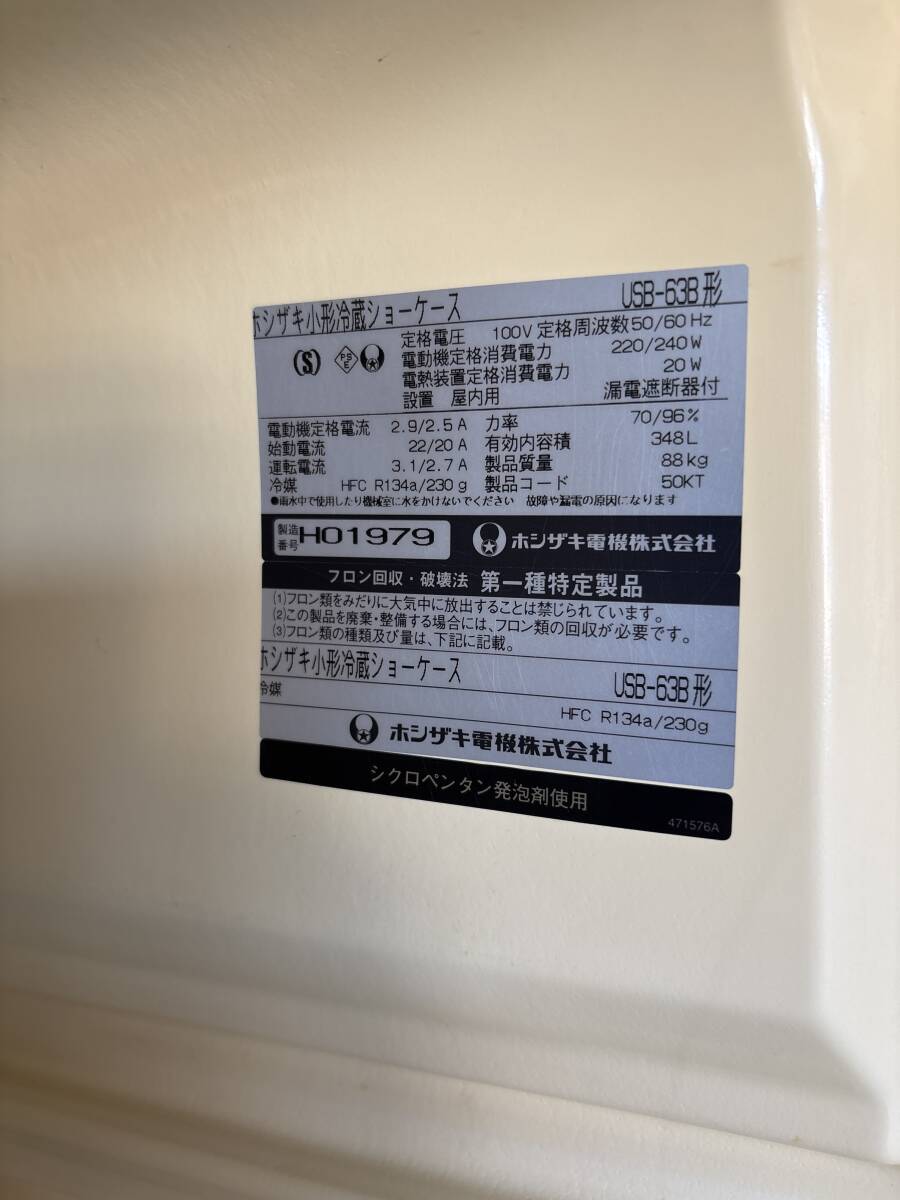 ホシザキ小形冷蔵ショーケース USB-63B形
定格電圧 100V 定格周波数50/60Hz
電動機定格消費電力 220/240W
電熱装置定格消費電力 20W
設置 屋内用 漏電遮断器付
電動機定格電流 2.9/2.5A 力率 70/96%
始動電流 22/20A 有効内容積 348L
運転電流 3.1/2.7A 製品質量 88kg
冷媒 HFC R134a/230g 製品コード 50KT
●雨水中で使用したり機械室に水をかけないでください 故障や漏電の原因になります
製造番号 H01979 ホシザキ電機株式会社
フロン回収・破壊法 第一種特定製品
(1)フロン類をみだりに大気中に放出することは禁じられています。
(2)この製品を廃棄・整備する場合には、フロン類の回収が必要です。
(3)フロン類の種類及び量は、下記に記載。
ホシザキ小形冷蔵ショーケース USB-63B形
冷媒 HFC R134a/230g
ホシザキ電機株式会社
シクロペンタン発泡剤使用
471576A